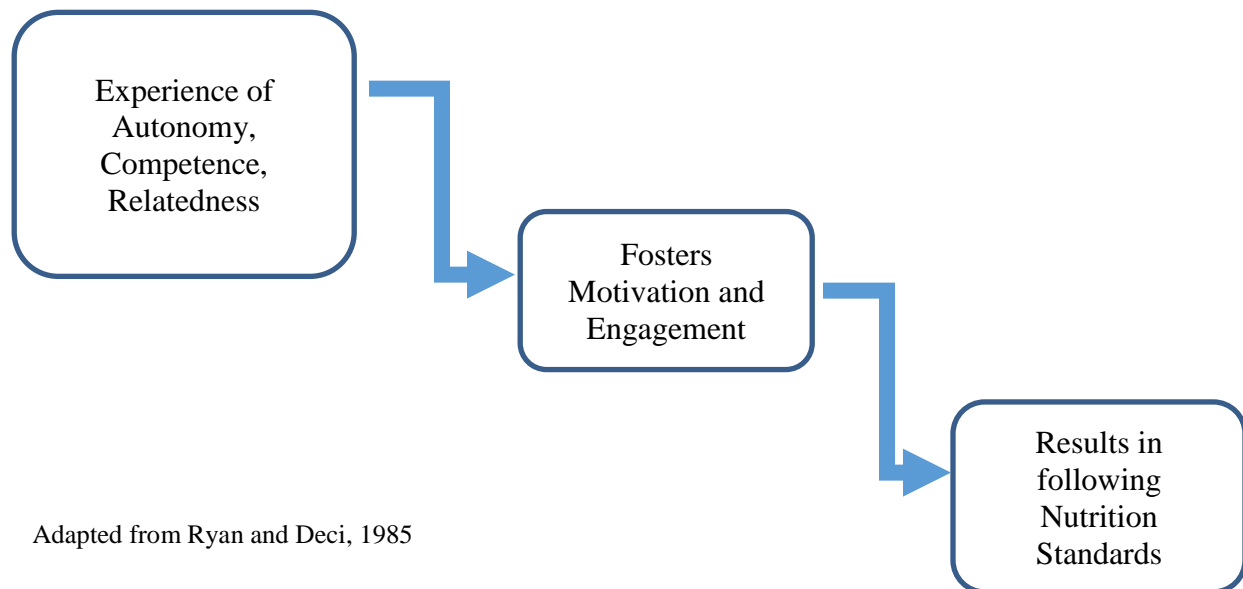 Experience of
Autonomy,
Competence,
Relatedness
Fosters
Motivation and
Engagement
Results in
following
Nutrition
Standards
Adapted from Ryan and Deci, 1985